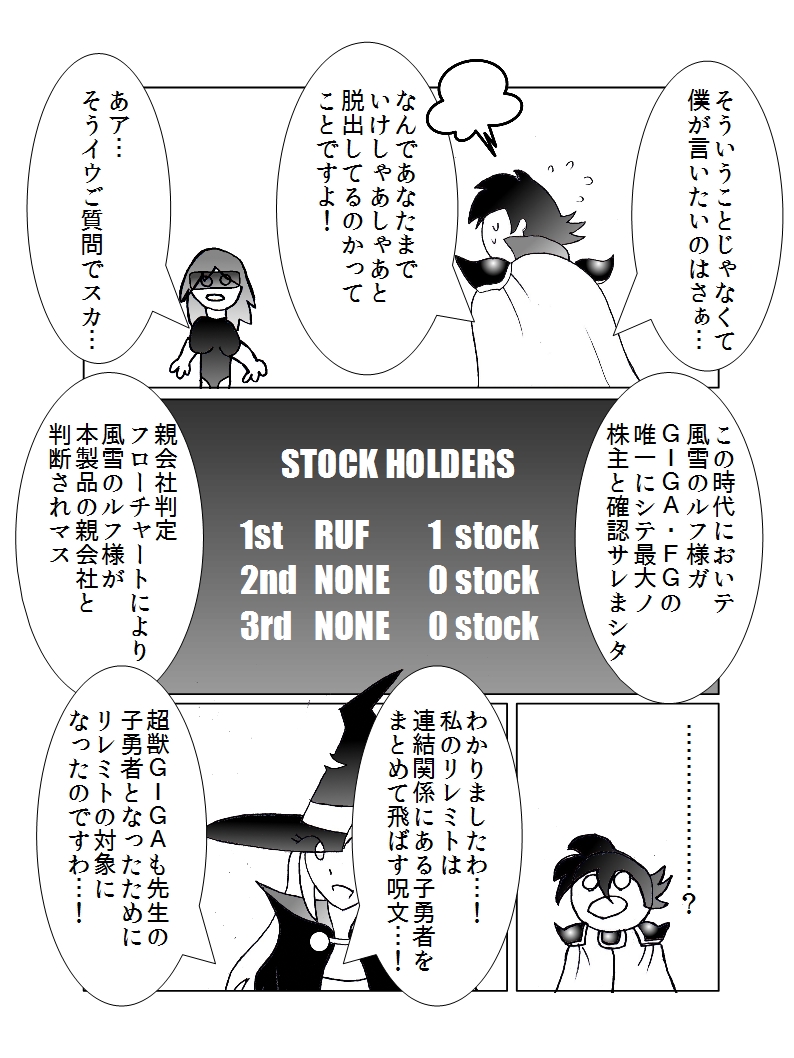 そういうことじゃなくて
僕が言いたいのはさぁ…
なんであなたまで
いけしゃあしゃあと
脱出してるのかって
ことですよ！
あア…
そうイウご質問でスカ…
この時代においテ
風雪のルフ様ガ
ＧＩＧＡ・ＦＧの
唯一にシテ最大ノ
株主と確認サレまシタ
STOCK HOLDERS
1st RUF 1 stock
2nd NONE 0 stock
3rd NONE 0 stock
親会社判定
フローチャートにより
風雪のルフ様が
本製品の親会社と
判断されマス
……………………？
わかりましたわ…！
私のリレミトは
連結関係にある子勇者を
まとめて飛ばす呪文…！
超獣ＧＩＧＡも先生の
子勇者となったために
リレミトの対象に
なったのですわ…！